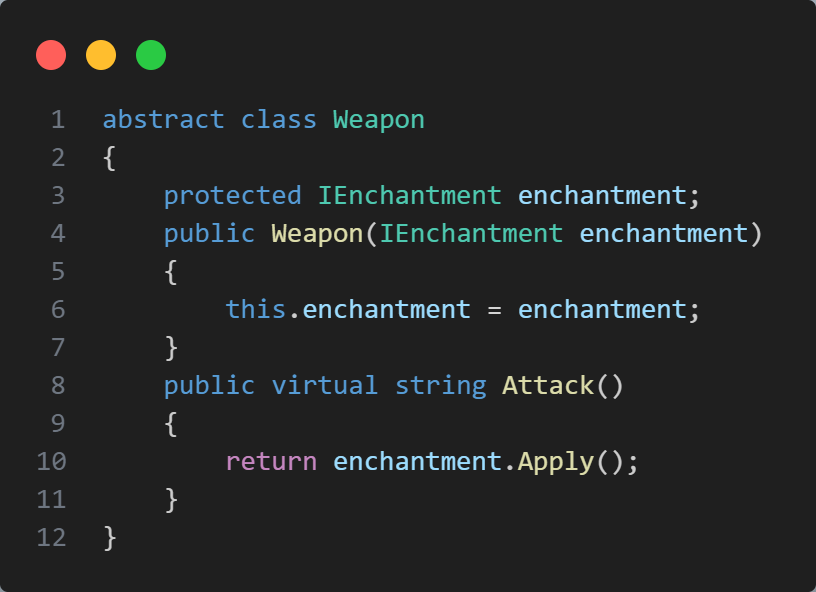 1 abstract class Weapon
2 {
3     protected IEnchantment enchantment;
4     public Weapon(IEnchantment enchantment)
5     {
6         this.enchantment = enchantment;
7     }
8     public virtual string Attack()
9     {
10         return enchantment.Apply();
11     }
12 }